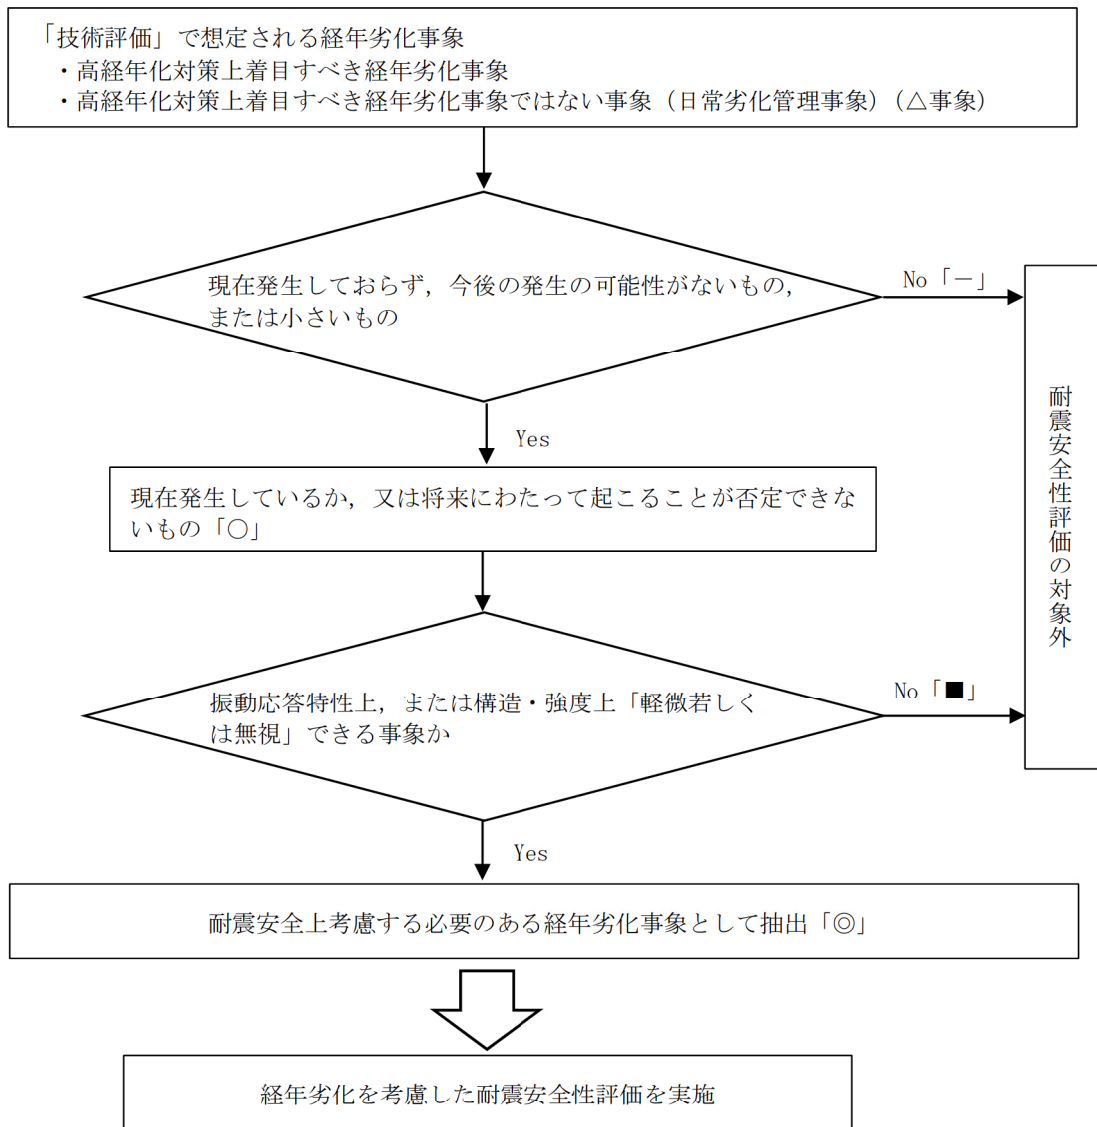 「技術評価」で想定される経年劣化事象
・高経年化対策上着目すべき経年劣化事象
・高経年化対策上着目すべき経年劣化事象ではない事象（日常劣化管理事象）（△事象）
現在発生しておらず，今後の発生の可能性がないもの，
または小さいもの
No「－」
Yes
現在発生しているか，又は将来にわたって起こることが否定できな
いもの「○」
耐震安全性評価の対象外
振動応答特性上，または構造・強度上「軽微若しく
は無視」できる事象か
No「■」
Yes
耐震安全上考慮する必要のある経年劣化事象として抽出「◎」
経年劣化を考慮した耐震安全性評価を実施